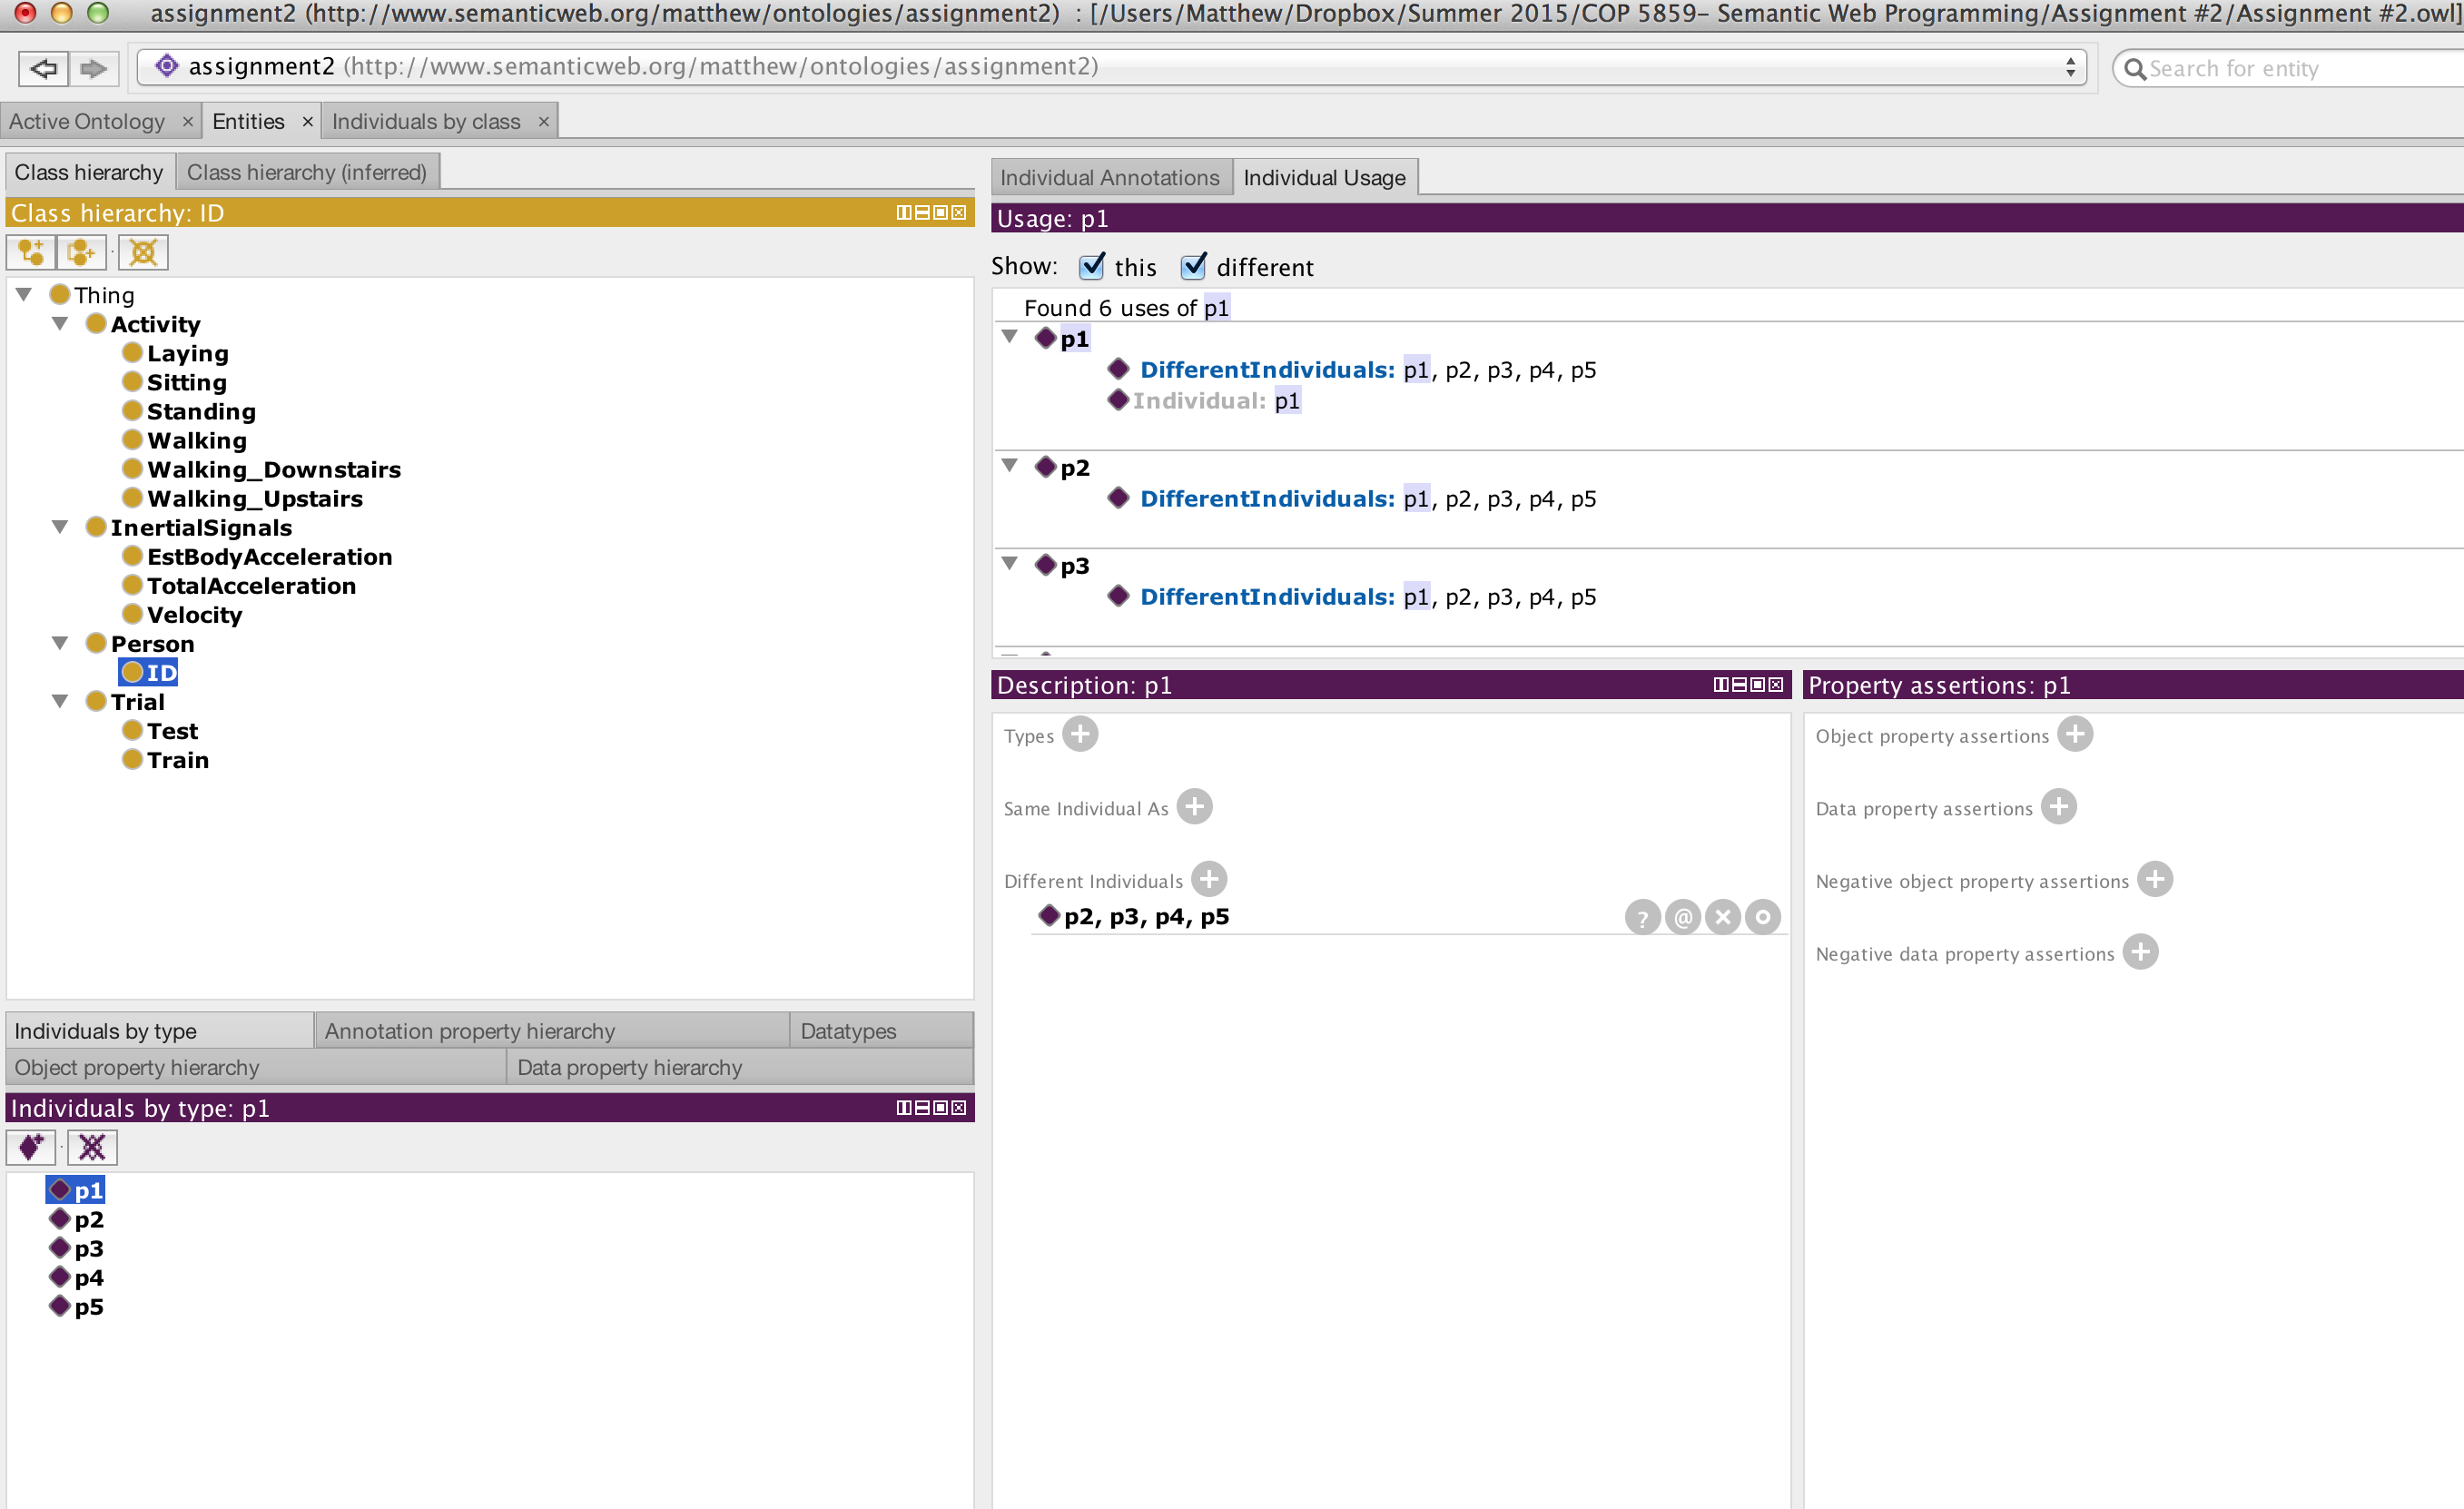 assignment2 (http://www.semanticweb.org/matthew/ontologies/assignment2) : [/Users/Matthew/Dropbox/Summer 2015/COP 5859– Semantic Web Programming/Assignment #2/Assignment #2.owl]
assignment2 (http://www.semanticweb.org/matthew/ontologies/assignment2)
Search for entity
Active Ontology × Entities × Individuals by class ×
Class hierarchy Class hierarchy (inferred)
Class hierarchy: ID
Thing
Activity
Laying
Sitting
Standing
Walking
Walking_Downstairs
Walking_Upstairs
InertialSignals
EstBodyAcceleration
TotalAcceleration
Velocity
Person
ID
Trial
Test
Train
Individuals by type Annotation property hierarchy Datatypes
Object property hierarchy Data property hierarchy
Individuals by type: p1
p1
p2
p3
p4
p5
Individual Annotations Individual Usage
Usage: p1
Show: this different
Found 6 uses of p1
p1
DifferentIndividuals: p1, p2, p3, p4, p5
Individual: p1
p2
DifferentIndividuals: p1, p2, p3, p4, p5
p3
DifferentIndividuals: p1, p2, p3, p4, p5
Description: p1
Types
Same Individual As
Different Individuals
p2, p3, p4, p5
Property assertions: p1
Object property assertions
Data property assertions
Negative object property assertions
Negative data property assertions